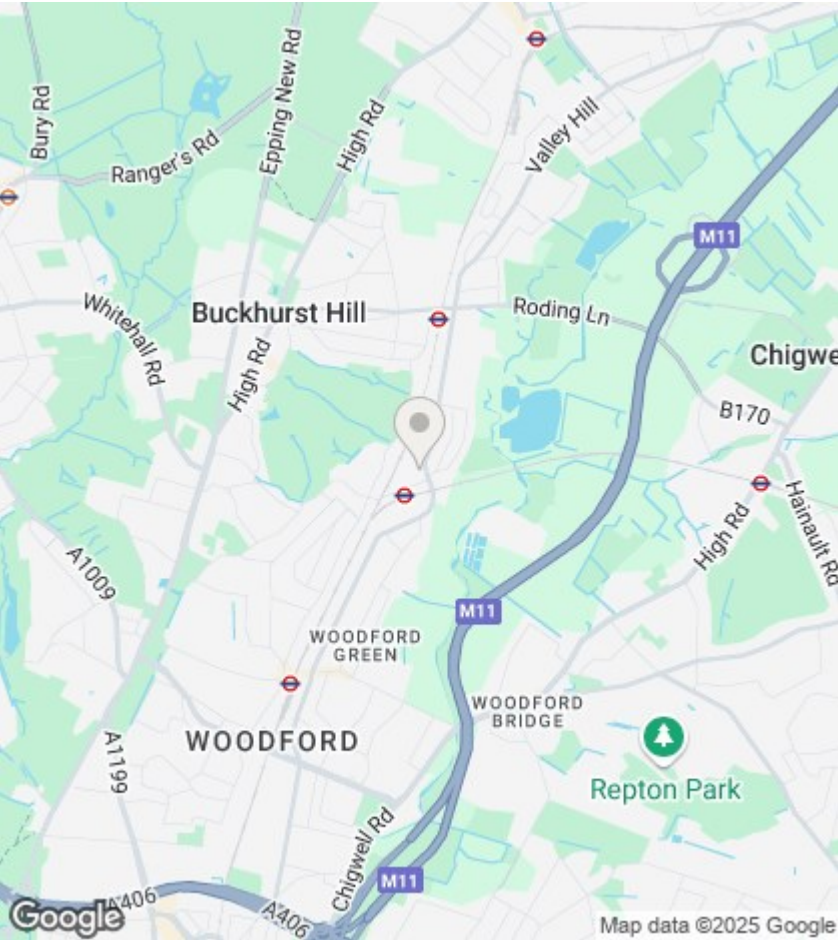 Bury Rd
Epping New Rd
High Rd
Ranger's Rd
Valley Hill
M11
Buckhurst Hill
Roding Ln
Whitehall Rd
High Rd
Chigwe
B170
High Rd
Hainault Rd
A1009
M11
WOODFORD
GREEN
WOODFORD
BRIDGE
WOODFORD
A1199
Repton Park
Chigwell Rd
M11
A406
A406
Google
Map data ©2025 Google